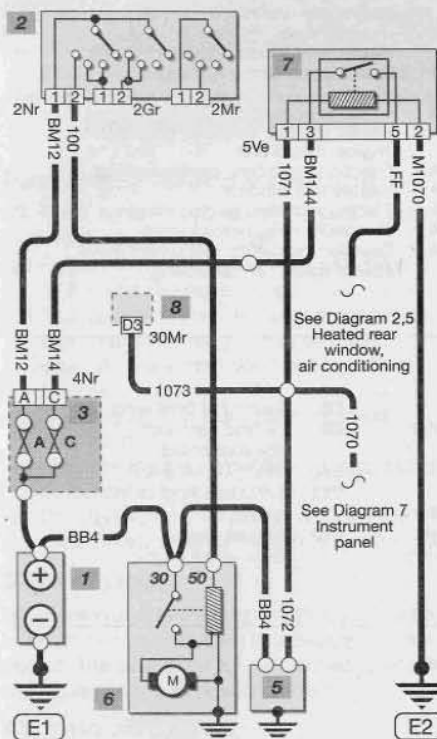 2
7
1 2
1 2
1 2
2Nr
2Gr
2Mr
1 3 5 2
5Ve
BM12
100
1071
BM144
FF
M1070
8
D3
30Mr
See Diagram 2,5
Heated rear
window,
air conditioning
BM12
BM14
4Nr
A C
3
A C
1073
1070
See Diagram 7
Instrument
panel
BB4
1
+
−
30 50
M
6
BB4
1072
5
E1
E2